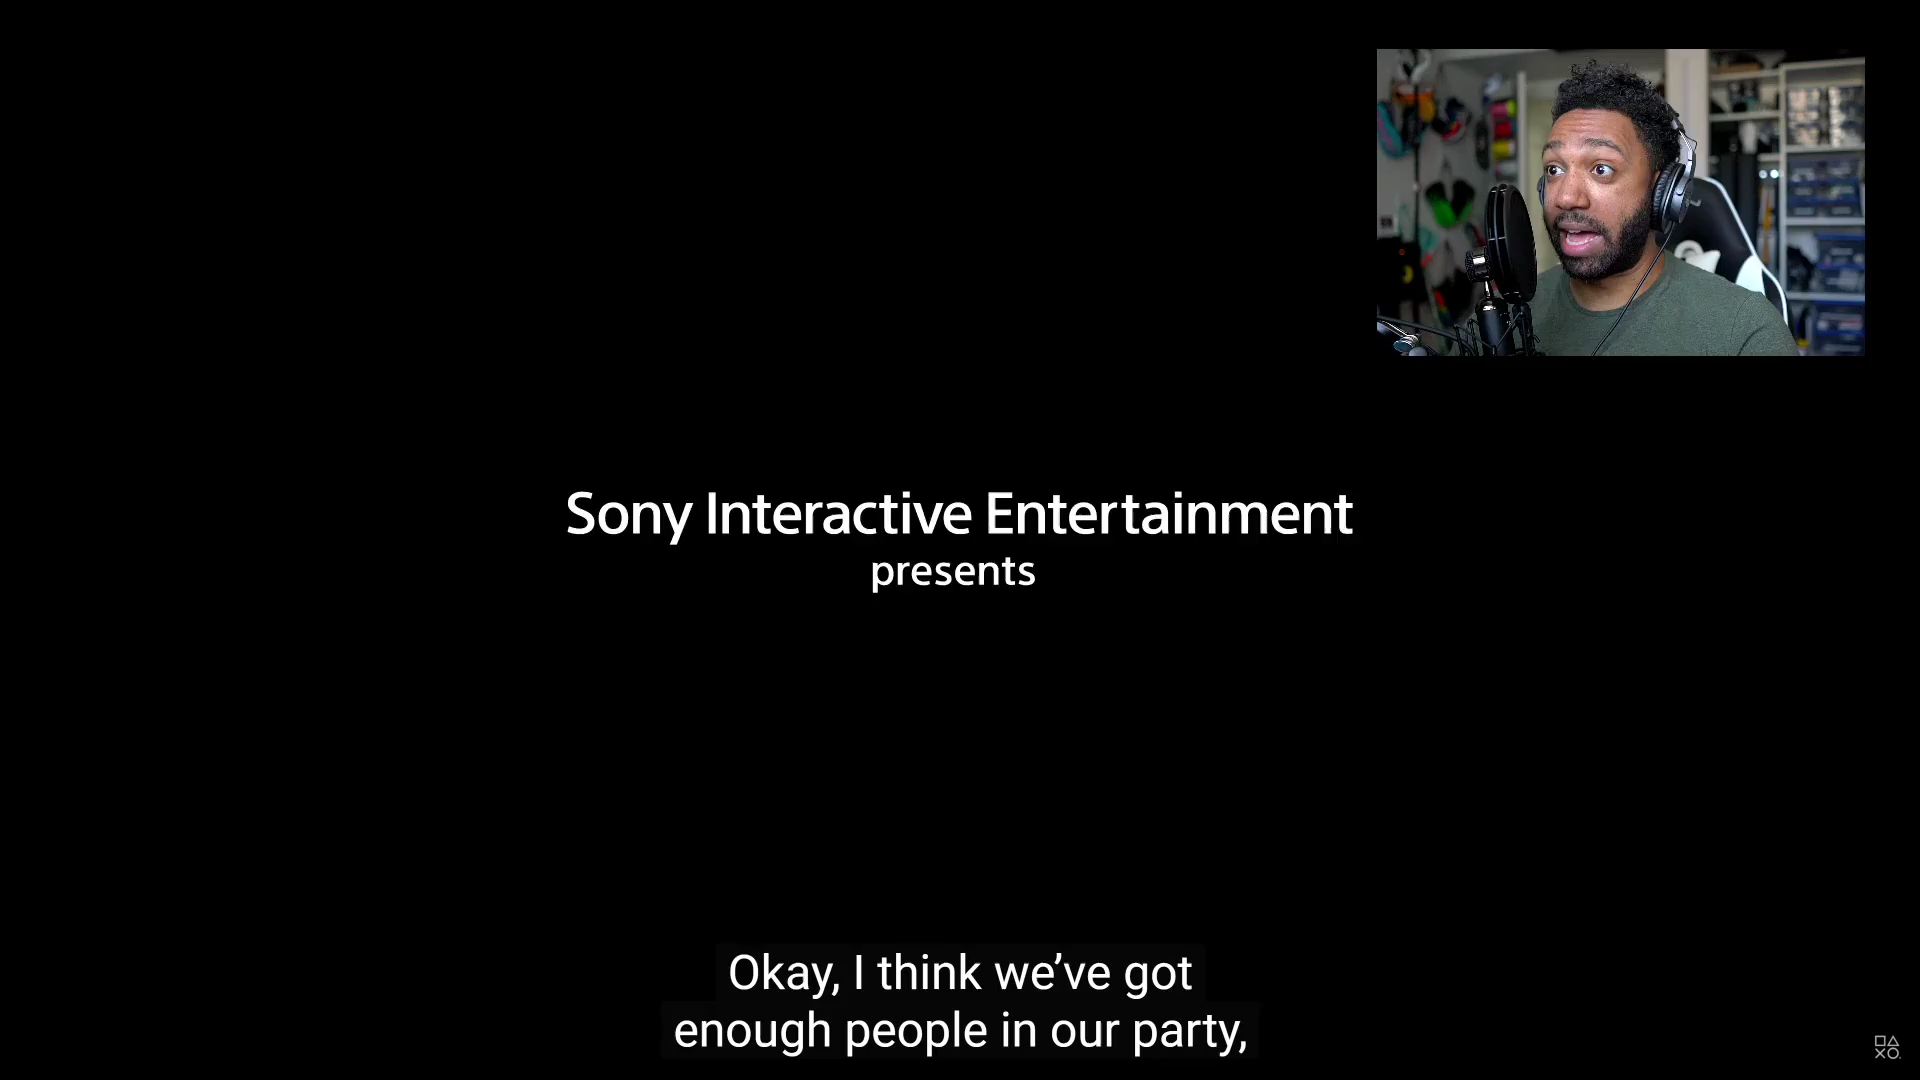 Sony Interactive Entertainment
presents
Okay, I think we’ve got
enough people in our party,